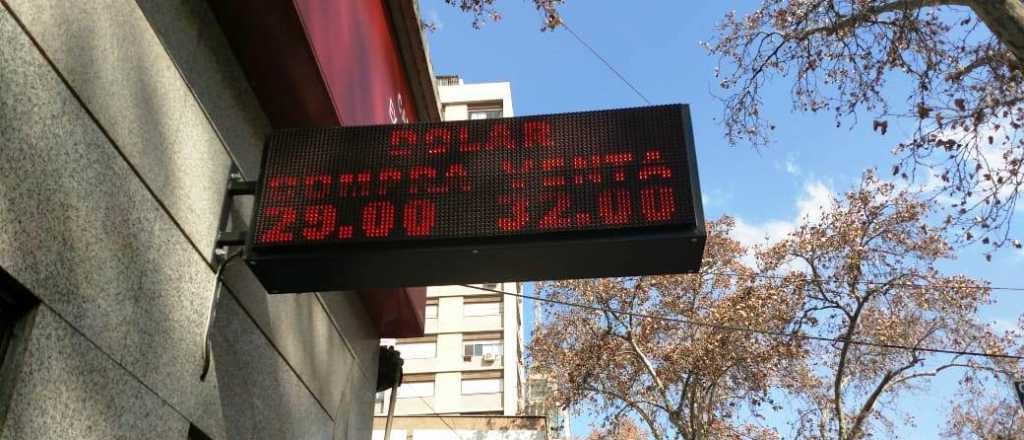 DOLAR
COMPRA VENTA
29.00 32.00